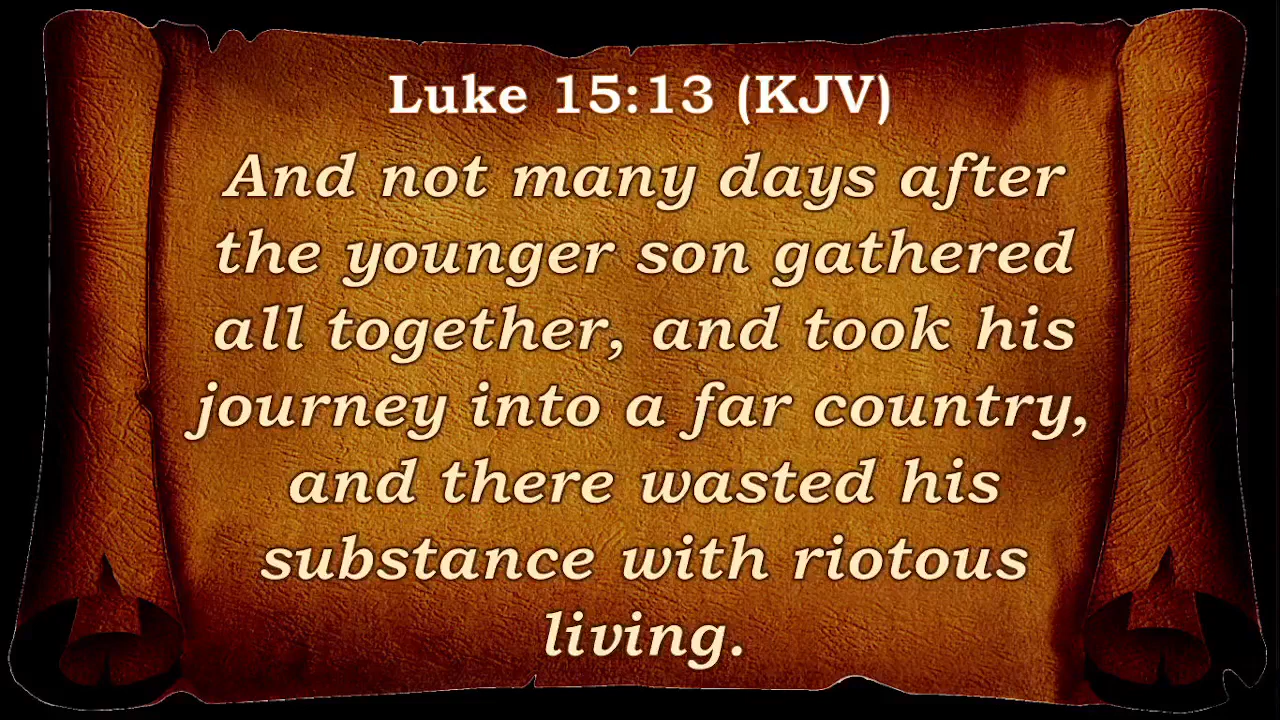 Luke 15:13 (KJV)
And not many days after
the younger son gathered
all together, and took his
journey into a far country,
and there wasted his
substance with riotous
living.